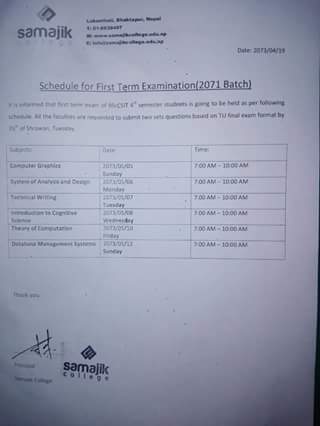 samajik
college
Lokanthali, Bhaktapur, Nepal
W: www.samajikcollege.edu.np
E: info@samajikcollege.edu.np
Date: 2073/04/19
Schedule for First Term Examination(2071 Batch)
It is informed that first term exam of BScCSIT 4th semester students is going to be held as per following
schedule. All the faculties are requested to submit two sets questions based on TU final exam format by
of Shrawan, Tuesday.
Subjects: Date: Time:
Computer Graphics 2073/05/05 7:00 AM – 10:00 AM
Sunday
System of Analysis and Design 2073/05/06 7:00 AM – 10:00 AM
Monday
Technical Writing 2073/05/07 7:00 AM – 10:00 AM
Tuesday
Introduction to Cognitive 2073/05/08 7:00 AM – 10:00 AM
Science Wednesday
Theory of Computation 2073/05/10 7:00 AM – 10:00 AM
Friday
Database Management Systems 2073/05/12 7:00 AM – 10:00 AM
Sunday
Thank you
Principal
Samajik College
samajik
college